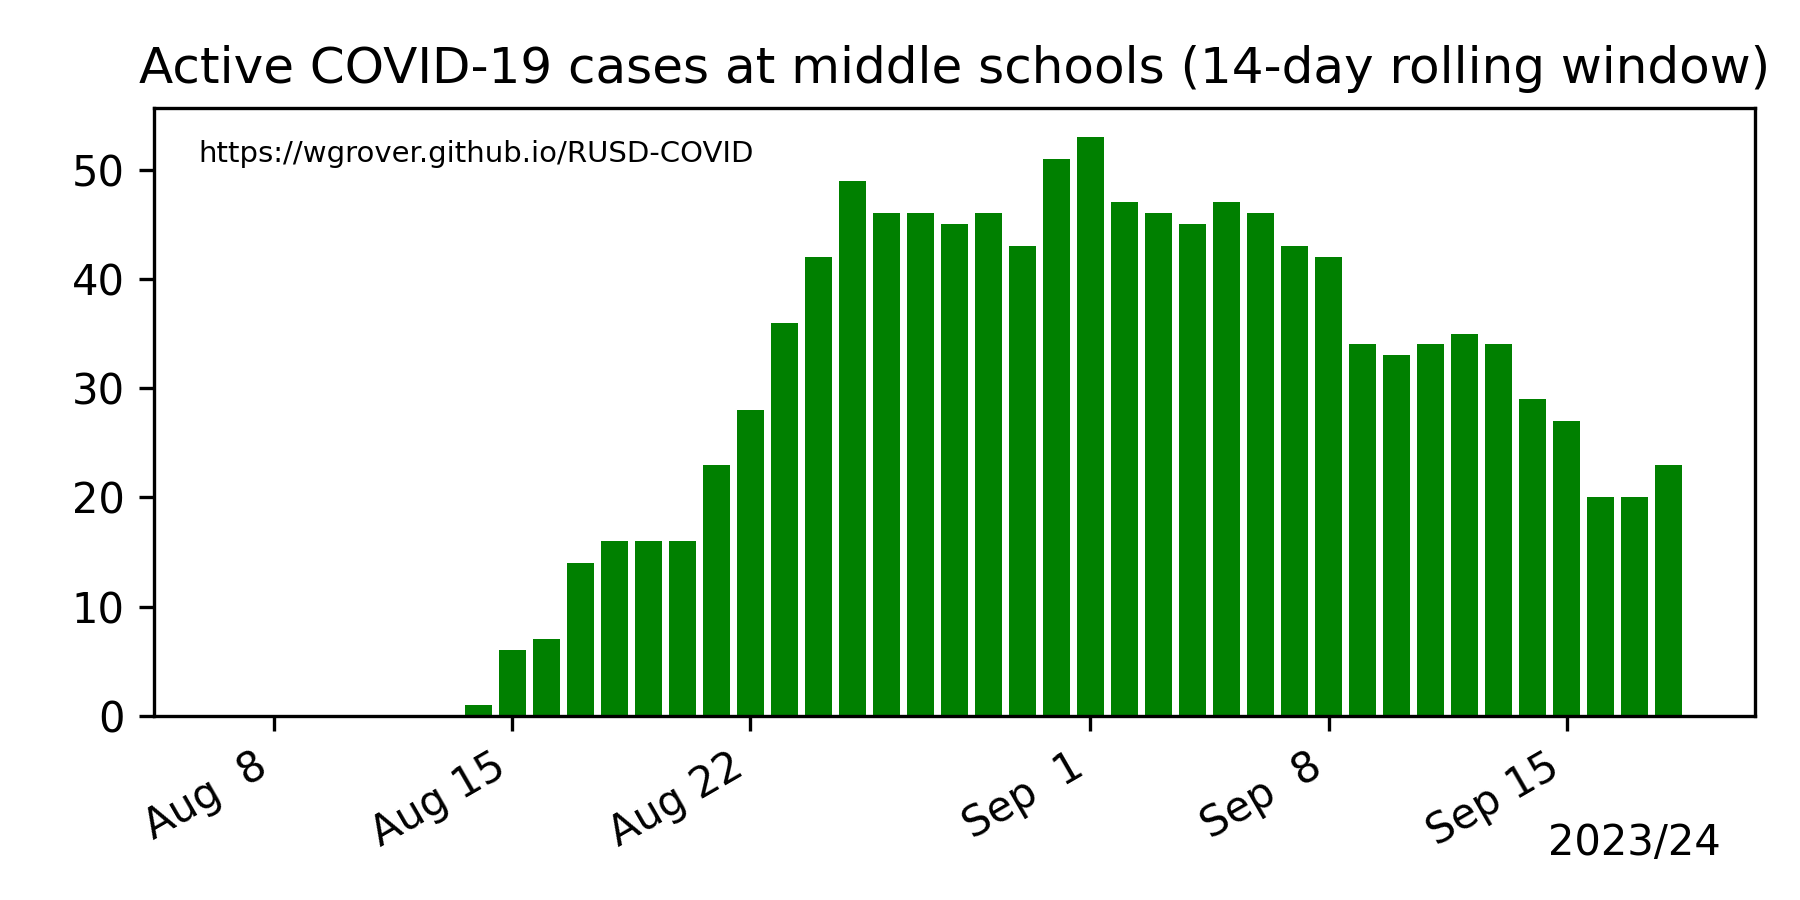 Active COVID-19 cases at middle schools (14-day rolling window)
https://wgrover.github.io/RUSD-COVID
50
40
30
20
10
0
Aug 8
Aug 15
Aug 22
Sep 1
Sep 8
Sep 15
2023/24